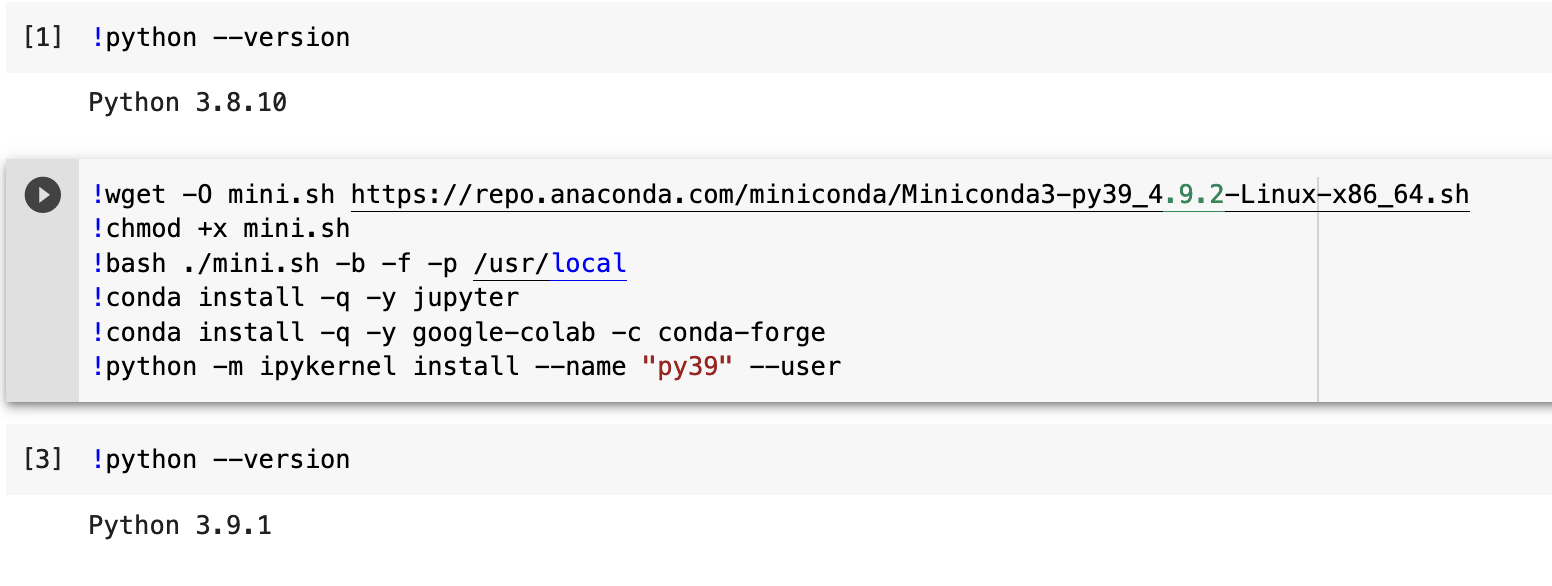 [1] !python --version
Python 3.8.10
!wget -O mini.sh https://repo.anaconda.com/miniconda/Miniconda3-py39_4.9.2-Linux-x86_64.sh
!chmod +x mini.sh
!bash ./mini.sh -b -f -p /usr/local
!conda install -q -y jupyter
!conda install -q -y google-colab -c conda-forge
!python -m ipykernel install --name "py39" --user
[3] !python --version
Python 3.9.1